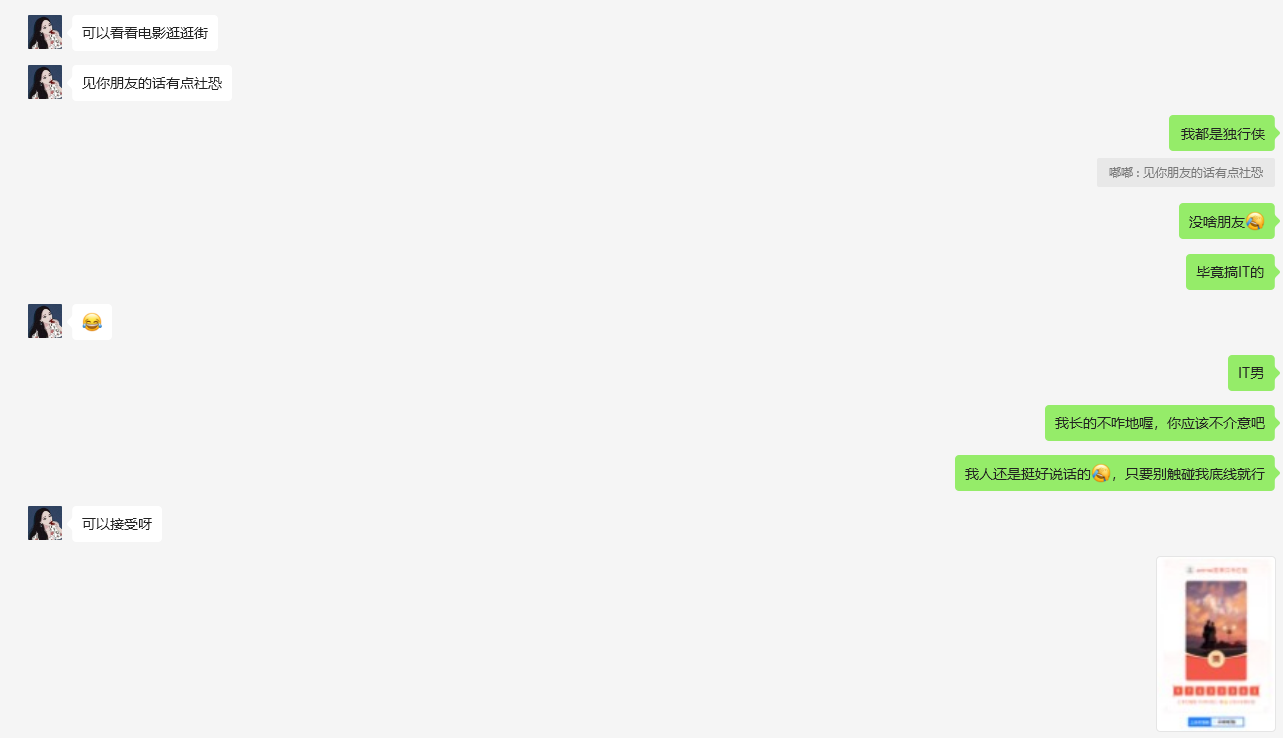 可以看看电影逛逛街
见你朋友的话有点社恐
我都是独行侠
嘟嘟：见你朋友的话有点社恐
没啥朋友
毕竟搞IT的
IT男
我长的不咋地喔，你应该不介意吧
我人还是挺好说话的，只要别触碰我底线就行
可以接受呀